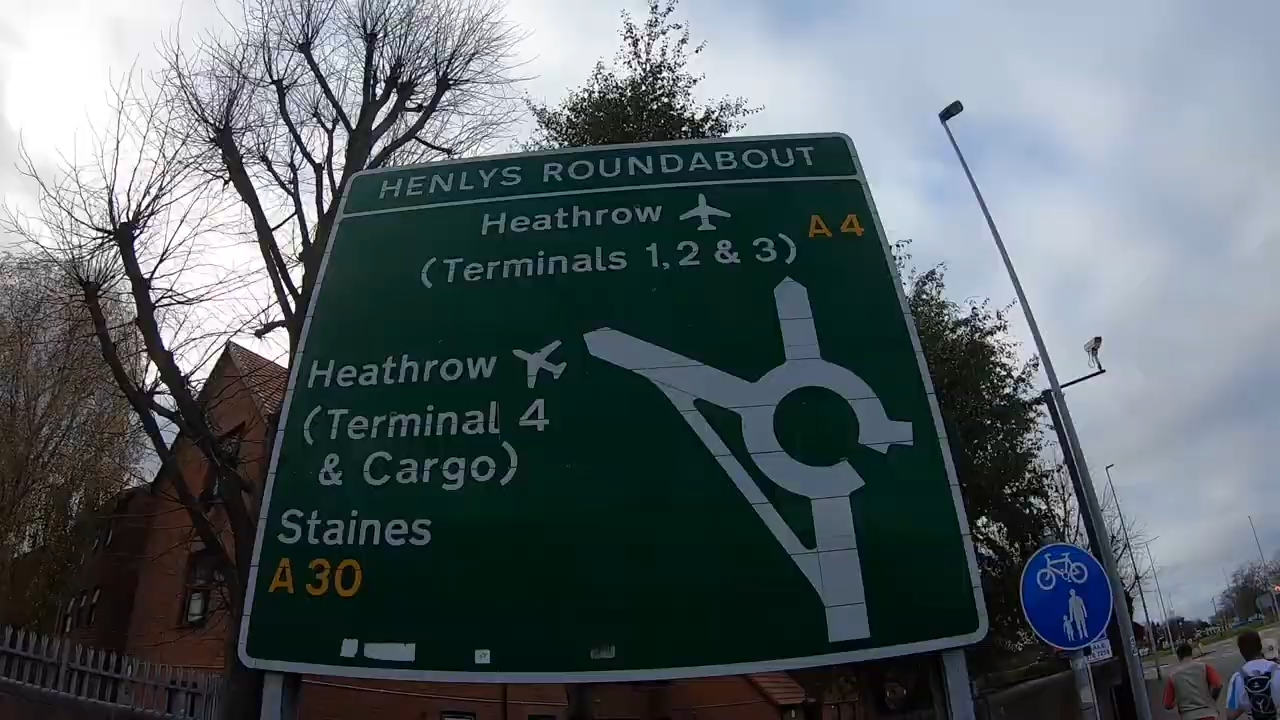 HENLYS ROUNDABOUT
Heathrow
A4
(Terminals 1,2 & 3)
Heathrow
(Terminal 4
& Cargo)
Staines
A30